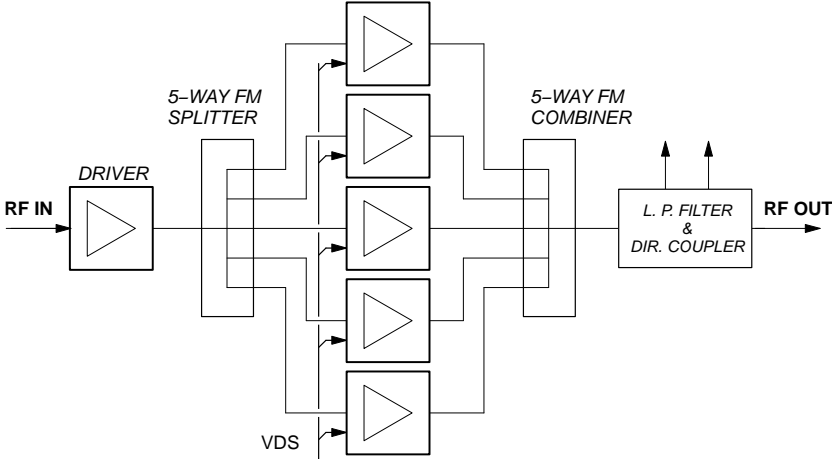 5–WAY FM
SPLITTER
5–WAY FM
COMBINER
DRIVER
RF IN
L. P. FILTER
&
DIR. COUPLER
RF OUT
VDS